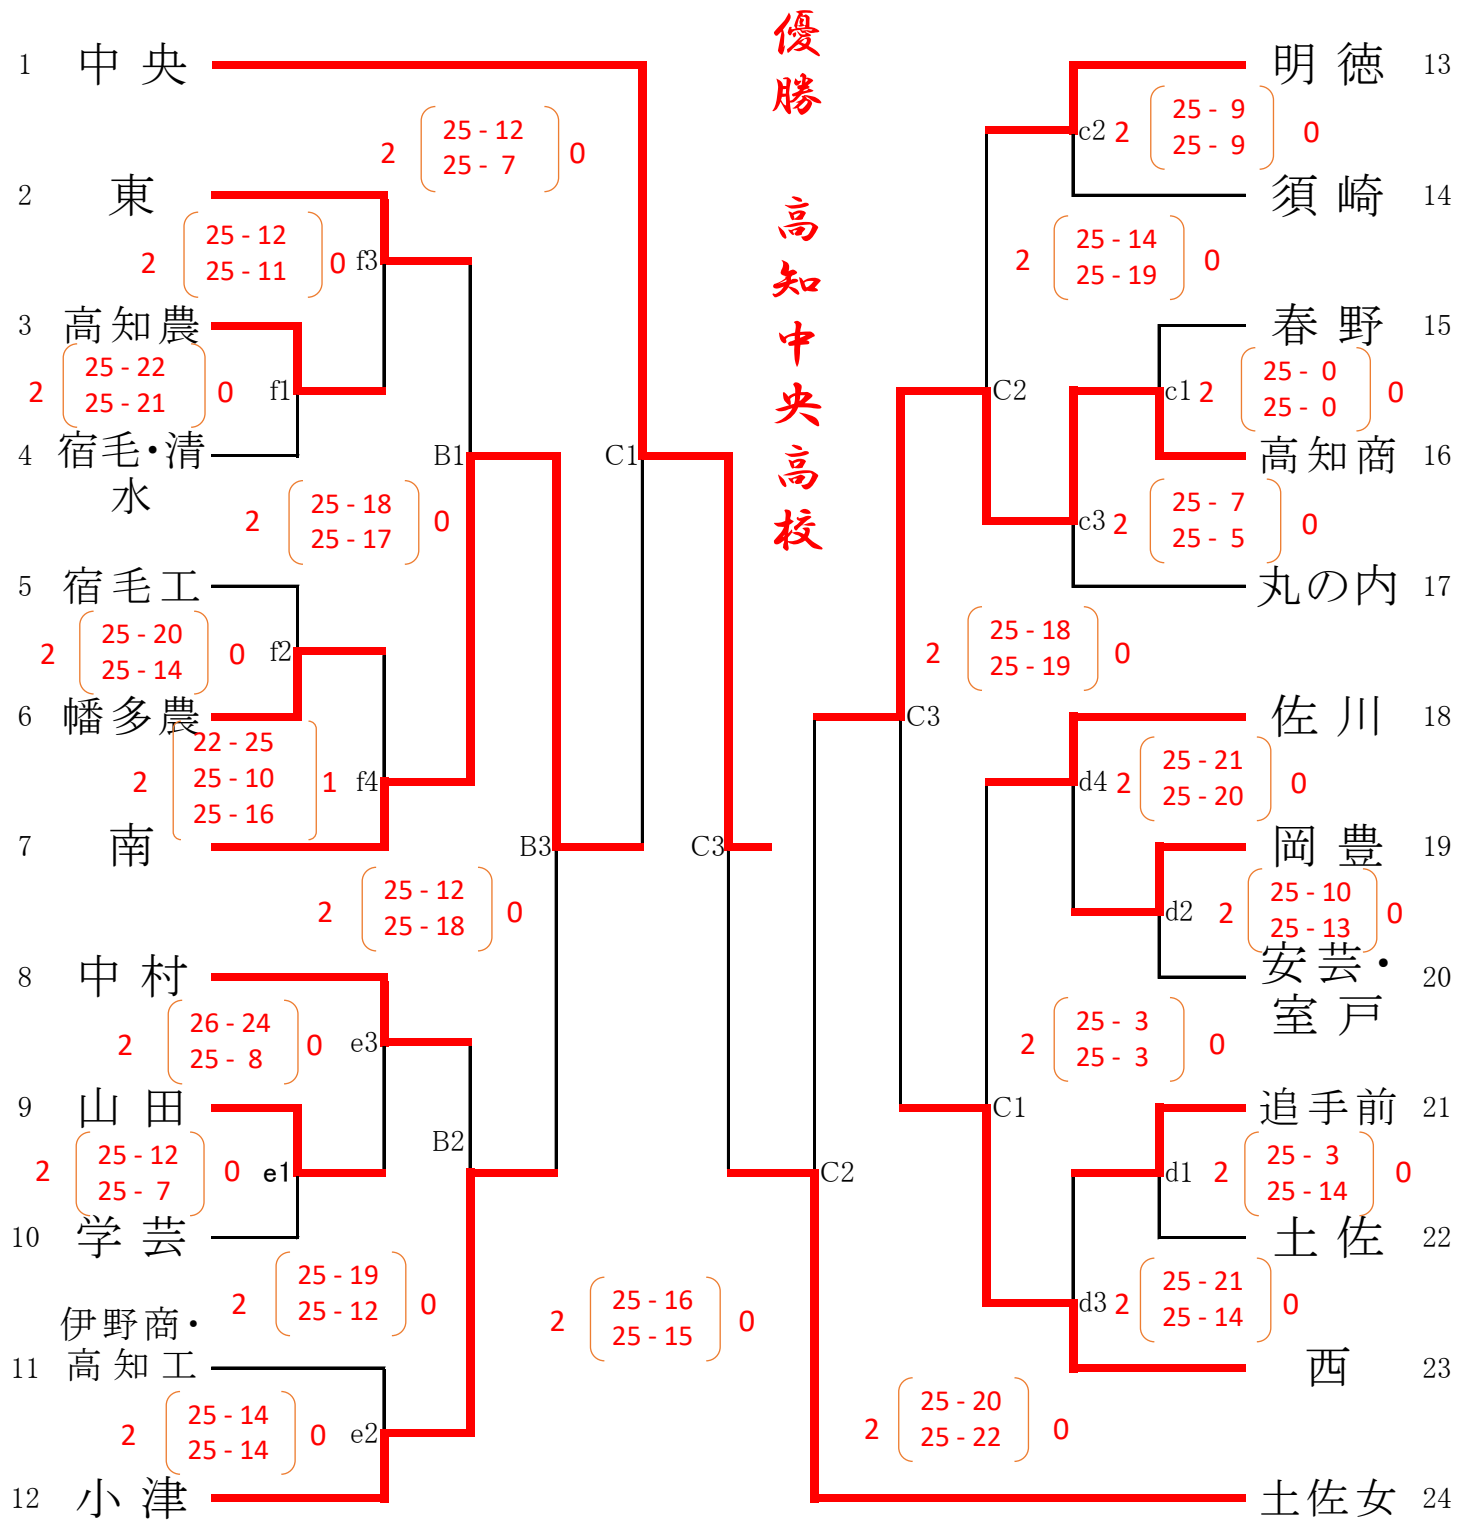 優勝 高知中央高校
1 中央
2 25 - 12 0
25 - 7
2 東
2 25 - 12 0 f3
25 - 11
3 高知農
2 25 - 22 0 f1
25 - 21
4 宿毛・清
水
B1
C1
2 25 - 18 0
25 - 17
5 宿毛工
2 25 - 20 0 f2
25 - 14
6 幡多農
22 - 25
2 25 - 10 1 f4
25 - 16
7 南
B3
C3
2 25 - 12 0
25 - 18
8 中村
2 26 - 24 0 e3
25 - 8
9 山田
B2
2 25 - 12 0 e1
25 - 7
10 学芸
2 25 - 19 0
25 - 12
伊野商・
11 高知工
2 25 - 14 0 e2
25 - 14
12 小津
2 25 - 16 0
25 - 15
明徳 13
c2 2 25 - 9 0
25 - 9
須崎 14
2 25 - 14 0
25 - 19
春野 15
C2
c1 2 25 - 0 0
25 - 0
高知商 16
c3 2 25 - 7 0
25 - 5
丸の内 17
2 25 - 18 0
25 - 19
C3
佐川 18
d4 2 25 - 21 0
25 - 20
岡豊 19
d2 2 25 - 10 0
25 - 13
安芸・ 20
室戸
2 25 - 3 0
25 - 3
C1
追手前 21
C2
d1 2 25 - 3 0
25 - 14
土佐 22
d3 2 25 - 21 0
25 - 14
西 23
2 25 - 20 0
25 - 22
土佐女 24